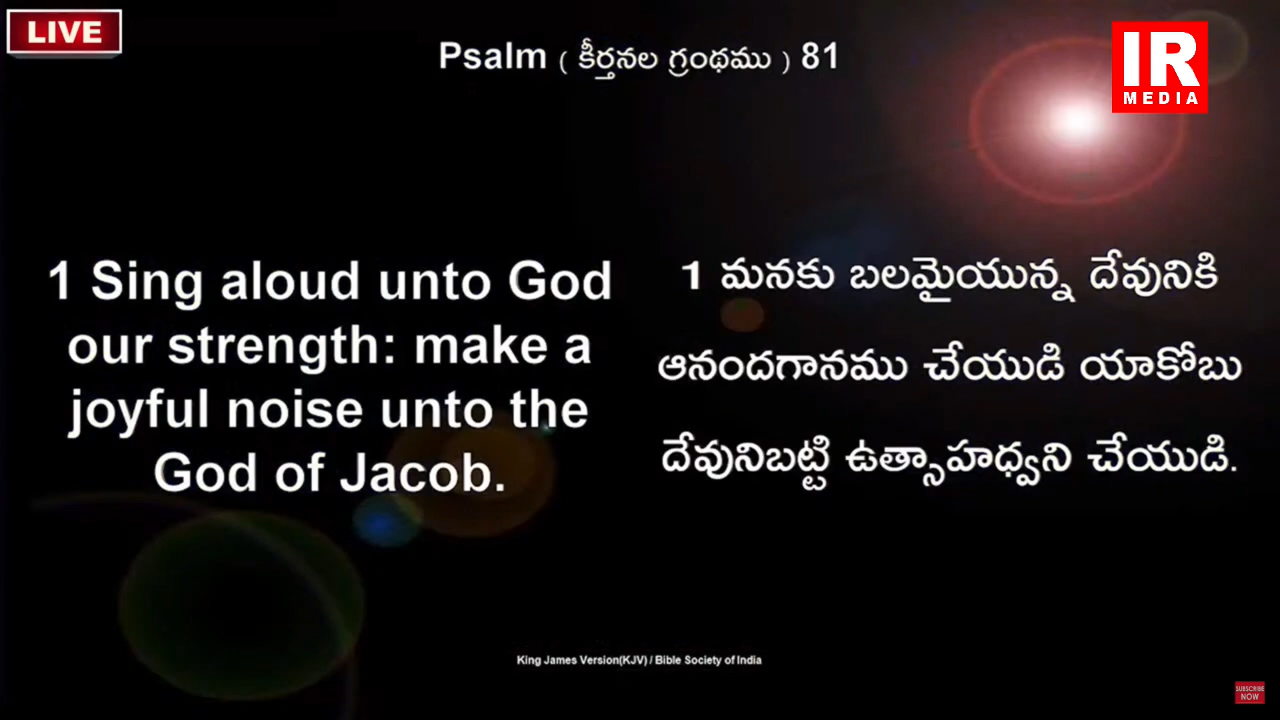 LIVE
Psalm ( కీర్తనల గ్రంథము ) 81
IR
MEDIA
1 Sing aloud unto God
our strength: make a
joyful noise unto the
God of Jacob.
1 మనకు బలమైయున్న దేవునికి
ఆనందగానము చేయుడి యాకోబు
దేవునిబట్టి ఉత్సాహధ్వని చేయుడి.
King James Version(KJV) / Bible Society of India
SUBSCRIBE
NOW